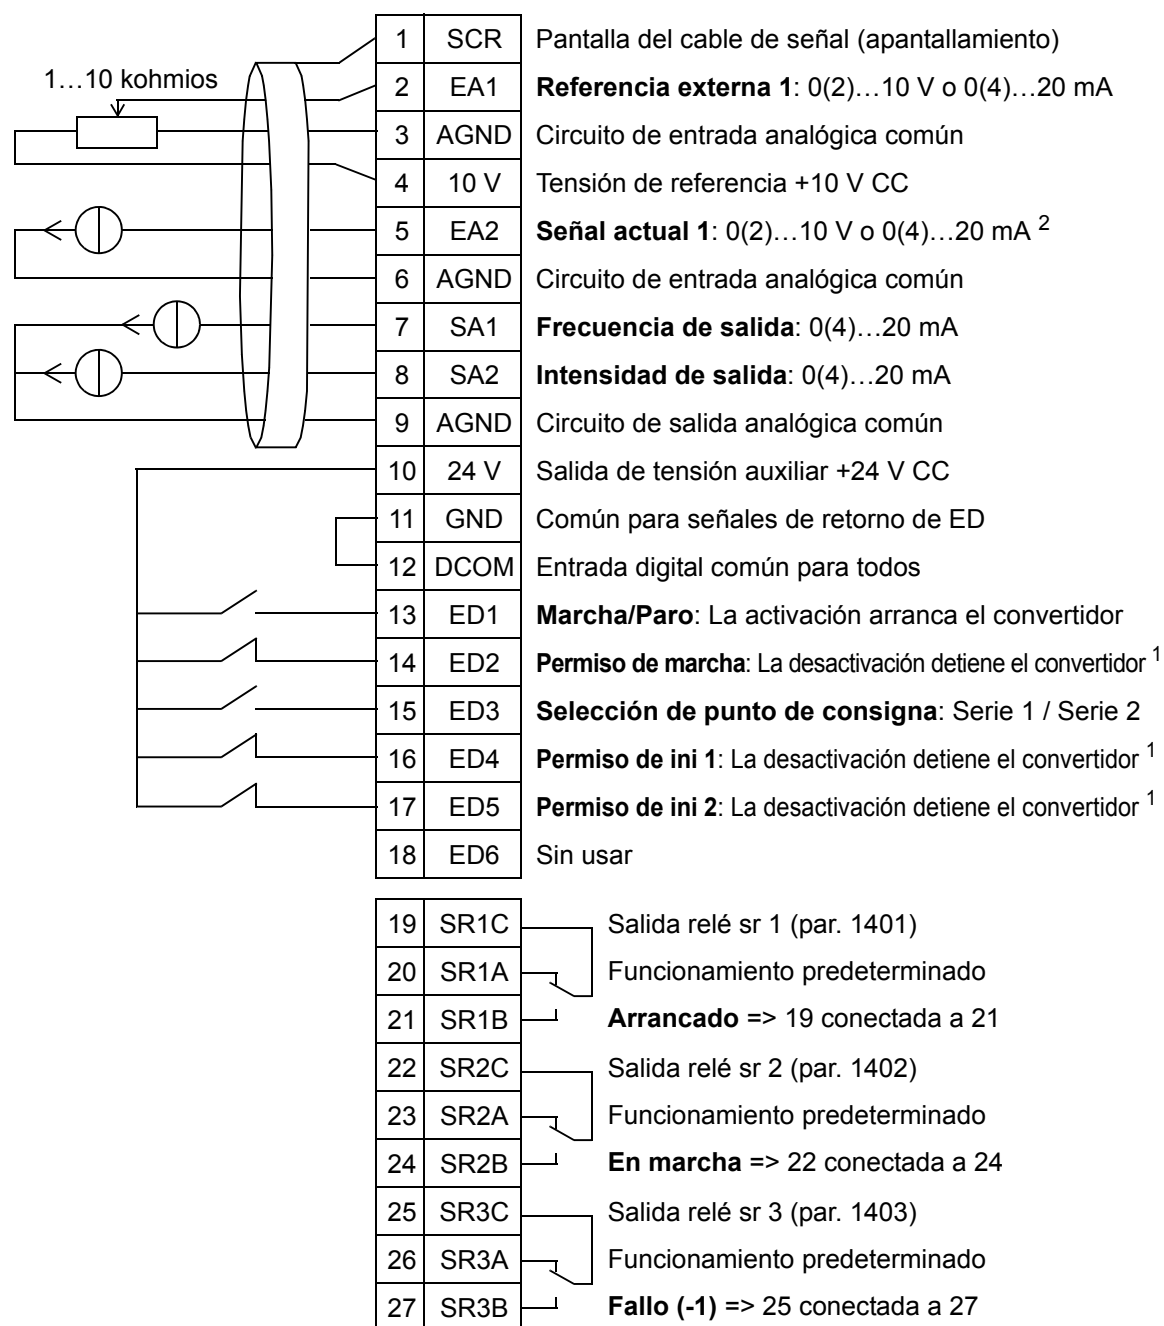 1 SCR Pantalla del cable de señal (apantallamiento)
1…10 kohmios
2 EA1 Referencia externa 1: 0(2)…10 V o 0(4)…20 mA
3 AGND Circuito de entrada analógica común
4 10 V Tensión de referencia +10 V CC
5 EA2 Señal actual 1: 0(2)…10 V o 0(4)…20 mA 2
6 AGND Circuito de entrada analógica común
7 SA1 Frecuencia de salida: 0(4)…20 mA
8 SA2 Intensidad de salida: 0(4)…20 mA
9 AGND Circuito de salida analógica común
10 24 V Salida de tensión auxiliar +24 V CC
11 GND Común para señales de retorno de ED
12 DCOM Entrada digital común para todos
13 ED1 Marcha/Paro: La activación arranca el convertidor
14 ED2 Permiso de marcha: La desactivación detiene el convertidor 1
15 ED3 Selección de punto de consigna: Serie 1 / Serie 2
16 ED4 Permiso de ini 1: La desactivación detiene el convertidor 1
17 ED5 Permiso de ini 2: La desactivación detiene el convertidor 1
18 ED6 Sin usar
19 SR1C Salida relé sr 1 (par. 1401)
20 SR1A Funcionamiento predeterminado
21 SR1B Arrancado => 19 conectada a 21
22 SR2C Salida relé sr 2 (par. 1402)
23 SR2A Funcionamiento predeterminado
24 SR2B En marcha => 22 conectada a 24
25 SR3C Salida relé sr 3 (par. 1403)
26 SR3A Funcionamiento predeterminado
27 SR3B Fallo (-1) => 25 conectada a 27